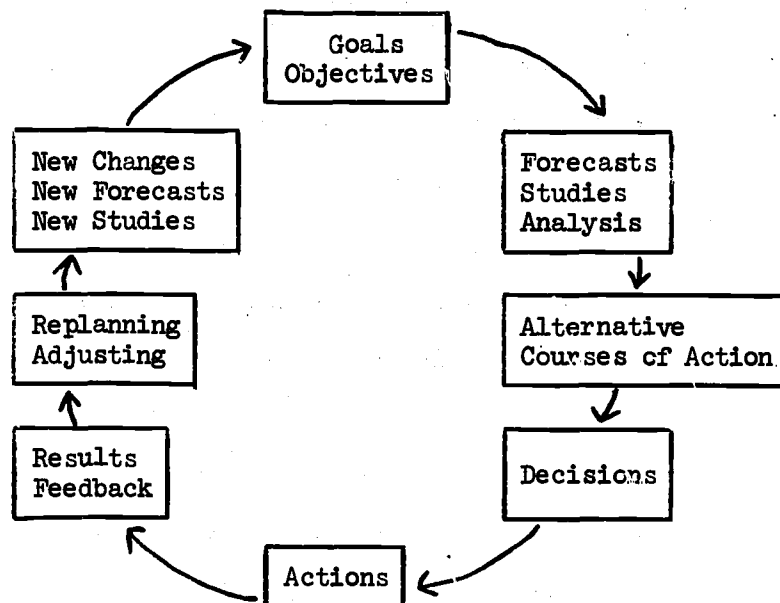 Goals
Objectives
Forecasts
Studies
Analysis
Alternative
Courses of Action
Decisions
Actions
Results
Feedback
Replanning
Adjusting
New Changes
New Forecasts
New Studies